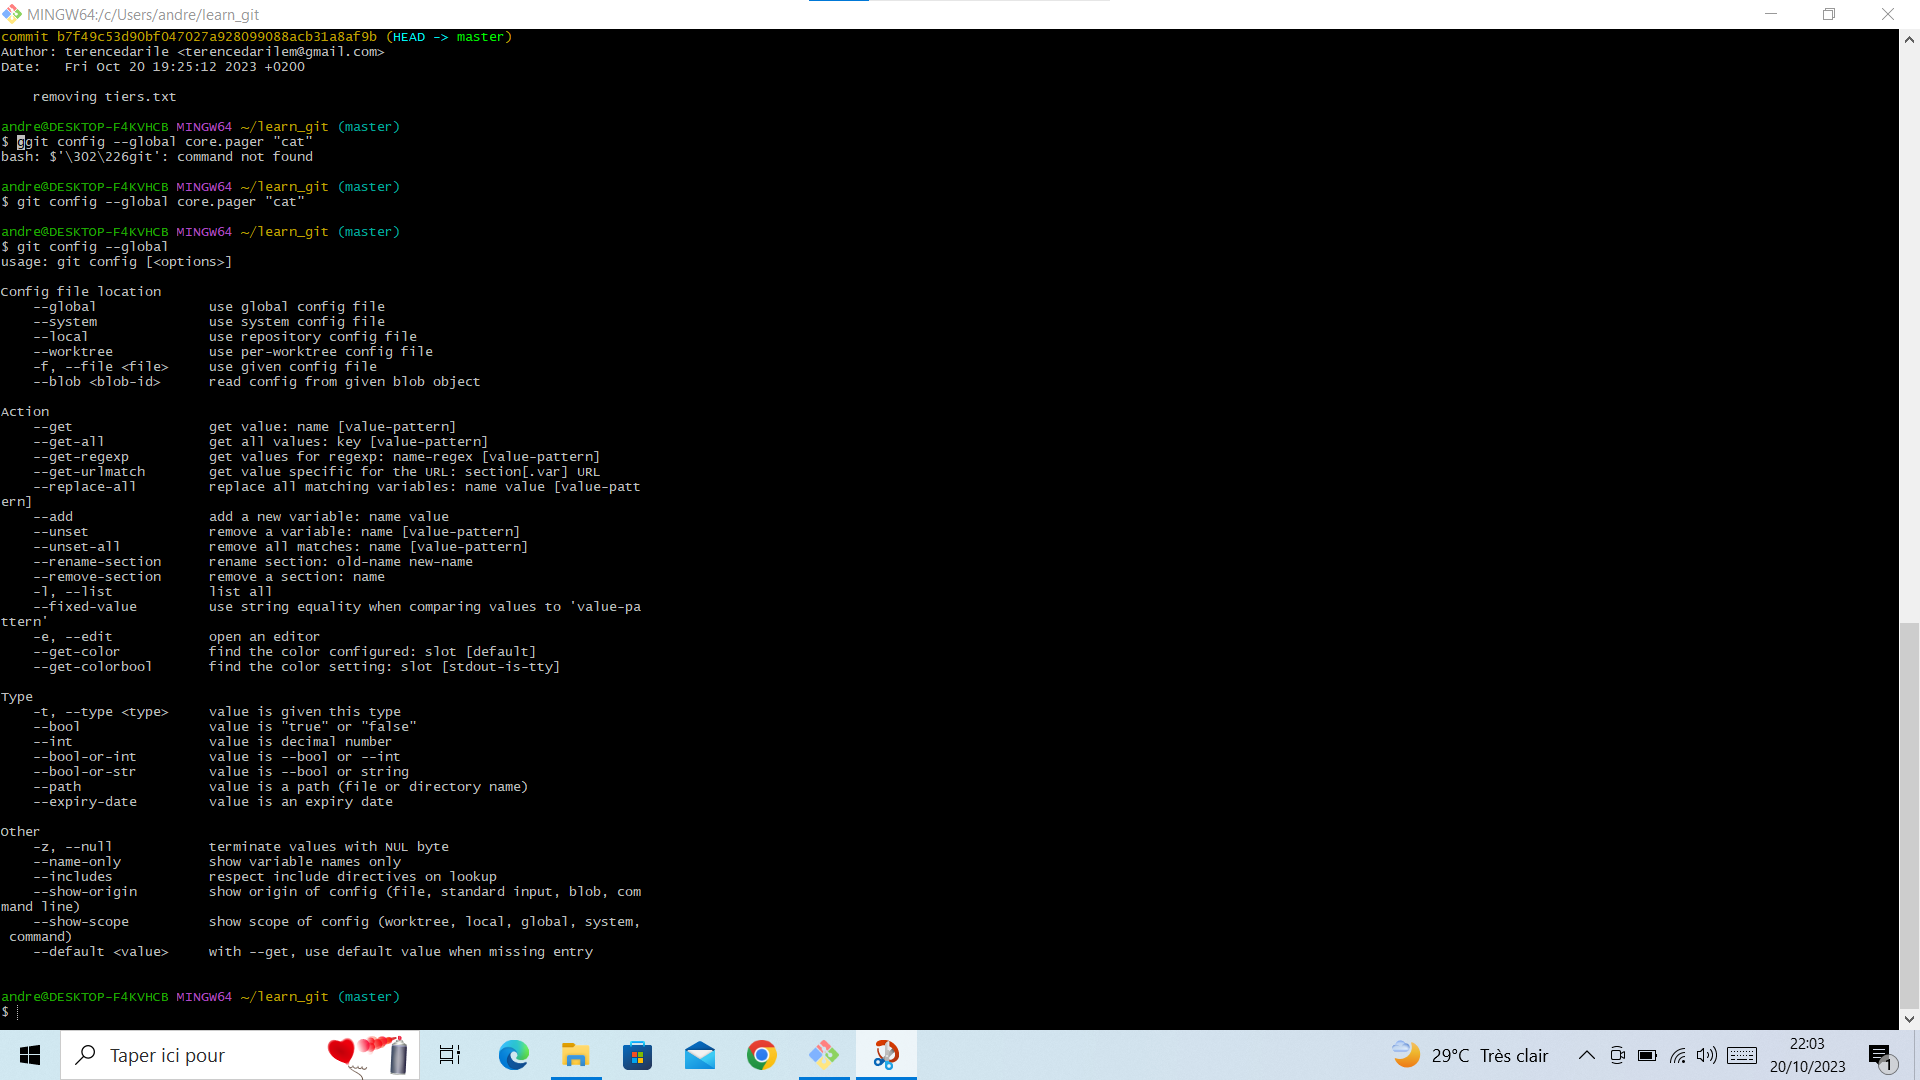 MINGW64:/c/Users/andre/learn_git
commit b7f49c53d90bf047027a928099088acb31a8af9b (HEAD -> master)
Author: terencedarile <terencedarilem@gmail.com>
Date:   Fri Oct 20 19:25:12 2023 +0200
    removing tiers.txt
andre@DESKTOP-F4KVHCB MINGW64 ~/learn_git (master)
$ ggit config --global core.pager "cat"
bash: $'\302\226git': command not found
andre@DESKTOP-F4KVHCB MINGW64 ~/learn_git (master)
$ git config --global core.pager "cat"
andre@DESKTOP-F4KVHCB MINGW64 ~/learn_git (master)
$ git config --global
usage: git config [<options>]
Config file location
    --global              use global config file
    --system              use system config file
    --local               use repository config file
    --worktree            use per-worktree config file
    -f, --file <file>     use given config file
    --blob <blob-id>      read config from given blob object
Action
    --get                 get value: name [value-pattern]
    --get-all             get all values: key [value-pattern]
    --get-regexp          get values for regexp: name-regex [value-pattern]
    --get-urlmatch        get value specific for the URL: section[.var] URL
    --replace-all         replace all matching variables: name value [value-patt
ern]
    --add                 add a new variable: name value
    --unset               remove a variable: name [value-pattern]
    --unset-all           remove all matches: name [value-pattern]
    --rename-section      rename section: old-name new-name
    --remove-section      remove a section: name
    -l, --list            list all
    --fixed-value         use string equality when comparing values to 'value-pa
ttern'
    -e, --edit            open an editor
    --get-color           find the color configured: slot [default]
    --get-colorbool       find the color setting: slot [stdout-is-tty]
Type
    -t, --type <type>     value is given this type
    --bool                value is "true" or "false"
    --int                 value is decimal number
    --bool-or-int         value is --bool or --int
    --bool-or-str         value is --bool or string
    --path                value is a path (file or directory name)
    --expiry-date         value is an expiry date
Other
    -z, --null            terminate values with NUL byte
    --name-only           show variable names only
    --includes            respect include directives on lookup
    --show-origin         show origin of config (file, standard input, blob, com
mand line)
    --show-scope          show scope of config (worktree, local, global, system,
 command)
    --default <value>     with --get, use default value when missing entry
andre@DESKTOP-F4KVHCB MINGW64 ~/learn_git (master)
$
Taper ici pour
29°C Très clair
22:03
20/10/2023
1